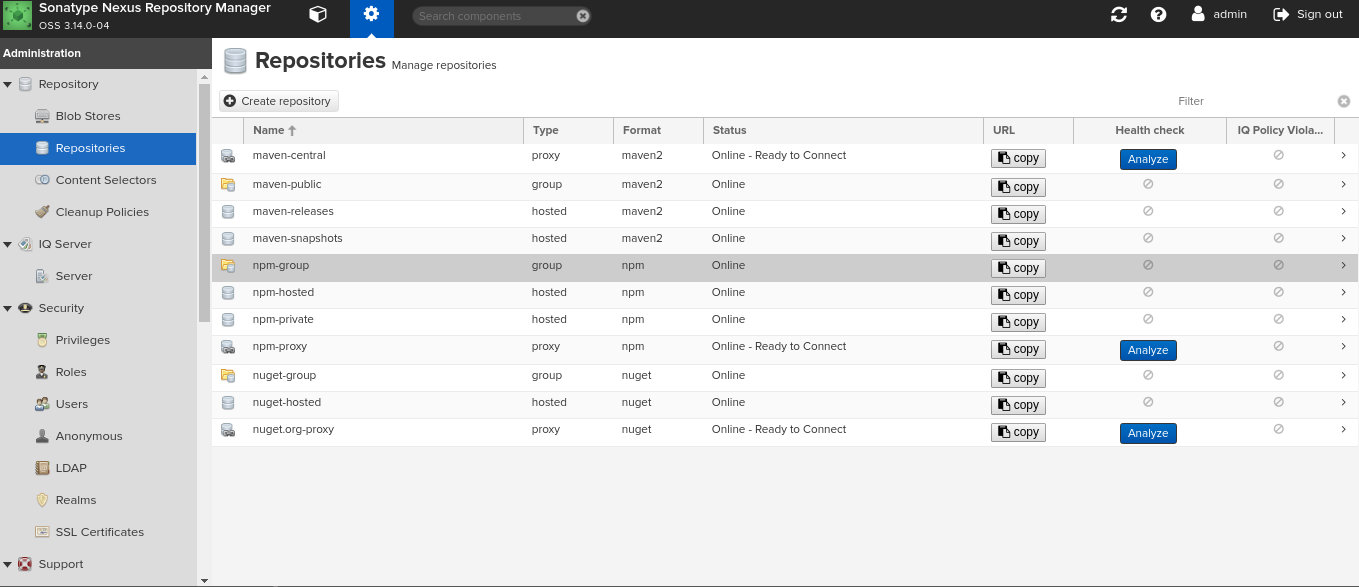 Sonatype Nexus Repository Manager
OSS 3.14.0-04
Search components
admin
Sign out
Administration
Repository
Blob Stores
Repositories
Content Selectors
Cleanup Policies
IQ Server
Server
Security
Privileges
Roles
Users
Anonymous
LDAP
Realms
SSL Certificates
Support
Repositories Manage repositories
Create repository
Filter
Name Type Format Status URL Health check IQ Policy Viola...
maven-central proxy maven2 Online - Ready to Connect copy Analyze
maven-public group maven2 Online copy
maven-releases hosted maven2 Online copy
maven-snapshots hosted maven2 Online copy
npm-group group npm Online copy
npm-hosted hosted npm Online copy
npm-private hosted npm Online copy
npm-proxy proxy npm Online - Ready to Connect copy Analyze
nuget-group group nuget Online copy
nuget-hosted hosted nuget Online copy
nuget.org-proxy proxy nuget Online - Ready to Connect copy Analyze